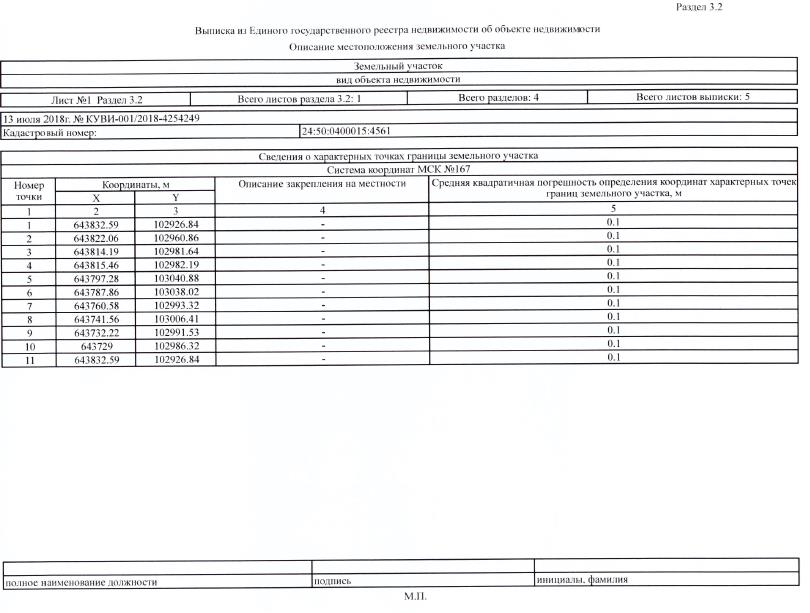 Раздел 3.2
Выписка из Единого государственного реестра недвижимости об объекте недвижимости
Описание местоположения земельного участка
Земельный участок
вид объекта недвижимости
Лист №1 Раздел 3.2 Всего листов раздела 3.2: 1 Всего разделов: 4 Всего листов выписки: 5
13 июля 2018г. № КУВИ-001/2018-4254249
Кадастровый номер: 24:50:0400015:4561
Сведения о характерных точках границы земельного участка
Система координат МСК №167
Номер точки Координаты, м Описание закрепления на местности Средняя квадратичная погрешность определения координат характерных точек границ земельного участка, м
X Y
1 2 3 4 5
1 643832.59 102926.84 - 0.1
2 643822.06 102960.86 - 0.1
3 643814.19 102981.64 - 0.1
4 643815.46 102982.19 - 0.1
5 643797.28 103040.88 - 0.1
6 643787.86 103038.02 - 0.1
7 643760.58 102993.32 - 0.1
8 643741.56 103006.41 - 0.1
9 643732.22 102991.53 - 0.1
10 643729 102986.32 - 0.1
11 643832.59 102926.84 - 0.1
полное наименование должности подпись инициалы, фамилия
М.П.